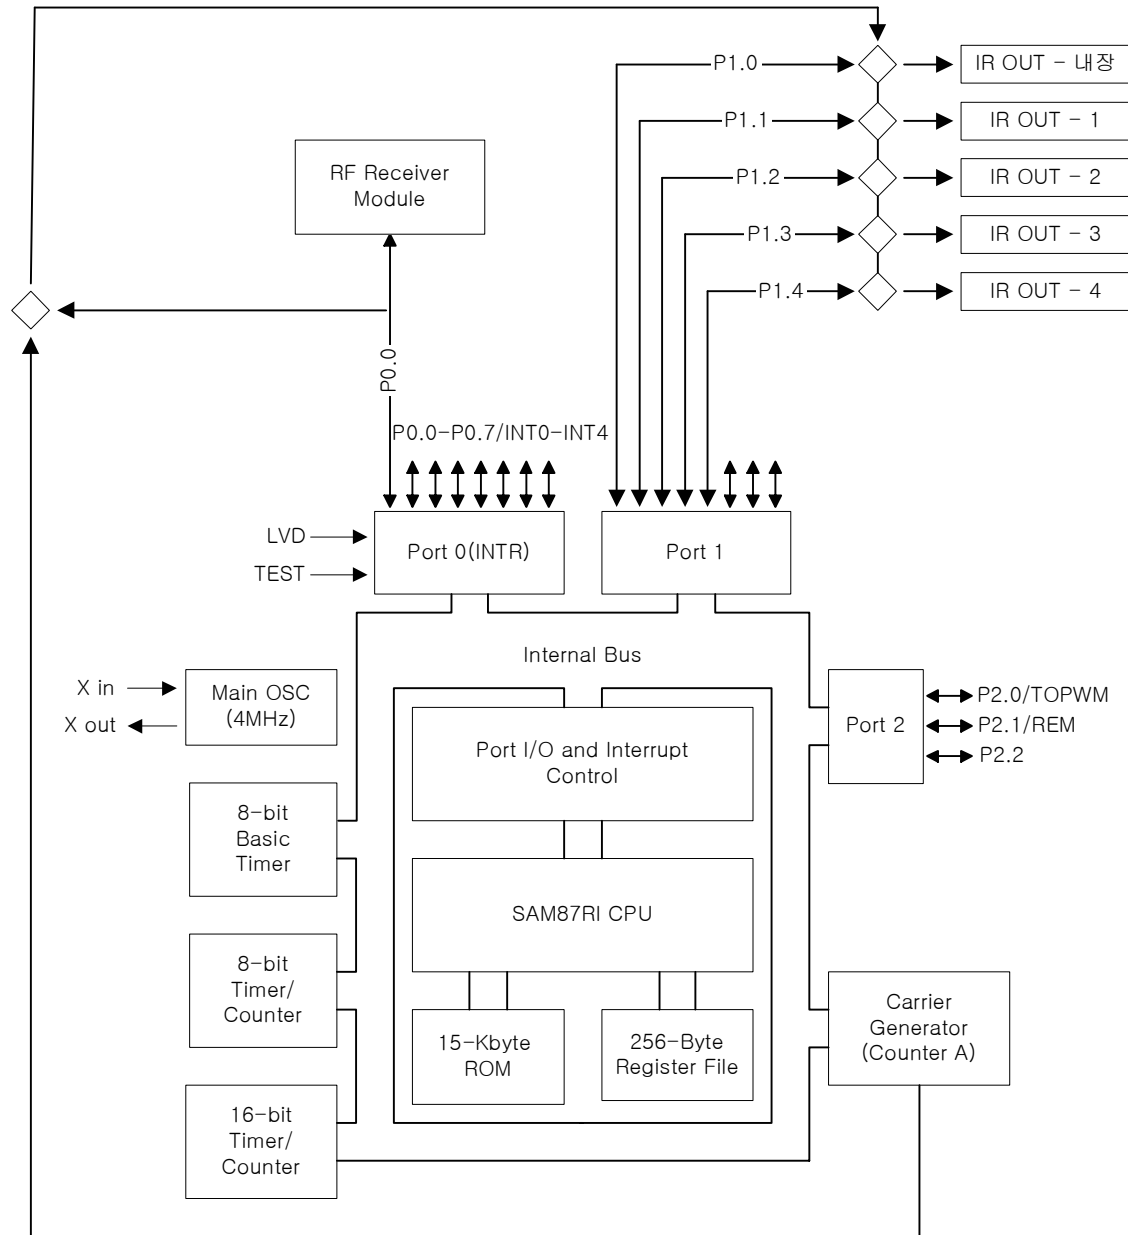 P1.0
IR OUT - 내장
P1.1
IR OUT - 1
P1.2
IR OUT - 2
P1.3
IR OUT - 3
P1.4
IR OUT - 4
RF Receiver
Module
P0.0
P0.0-P0.7/INT0-INT4
LVD
TEST
Port 0(INTR)
Port 1
Internal Bus
X in
X out
Main OSC
(4MHz)
Port I/O and Interrupt
Control
Port 2
P2.0/TOPWM
P2.1/REM
P2.2
8-bit
Basic
Timer
SAM87RI CPU
8-bit
Timer/
Counter
15-Kbyte
ROM
256-Byte
Register File
Carrier
Generator
(Counter A)
16-bit
Timer/
Counter